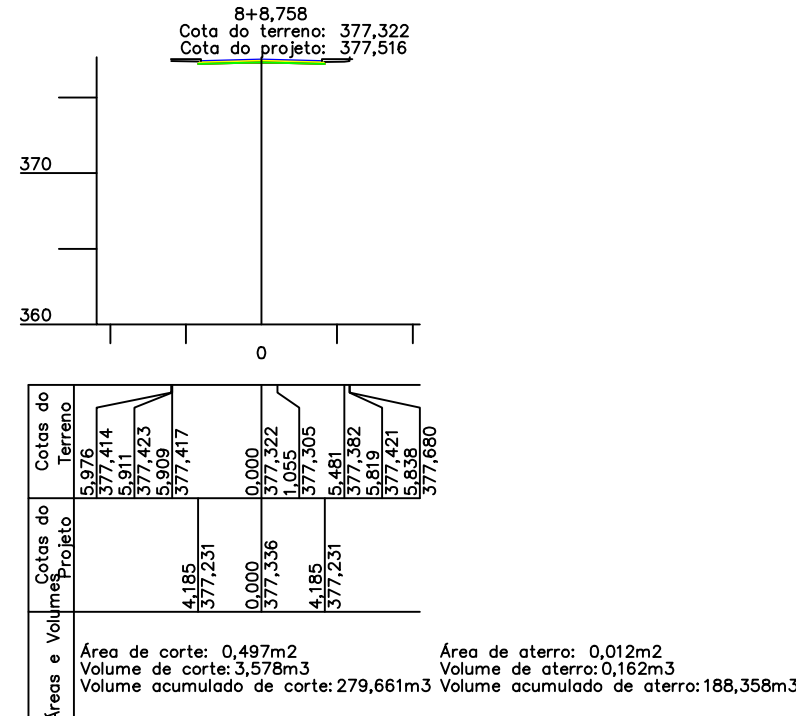 8+8,758
Cota do terreno: 377,322
Cota do projeto: 377,516
370
360
0
Cotas do
Terreno
5,976
377,414
5,911
377,423
5,909
377,417
0,000
377,322
1,055
377,305
5,481
377,382
5,819
377,421
5,838
377,680
Cotas do
Projeto
4,185
377,231
0,000
377,336
4,185
377,231
Áreas e Volumes
Área de corte: 0,497m2
Volume de corte: 3,578m3
Volume acumulado de corte: 279,661m3
Área de aterro: 0,012m2
Volume de aterro: 0,162m3
Volume acumulado de aterro: 188,358m3